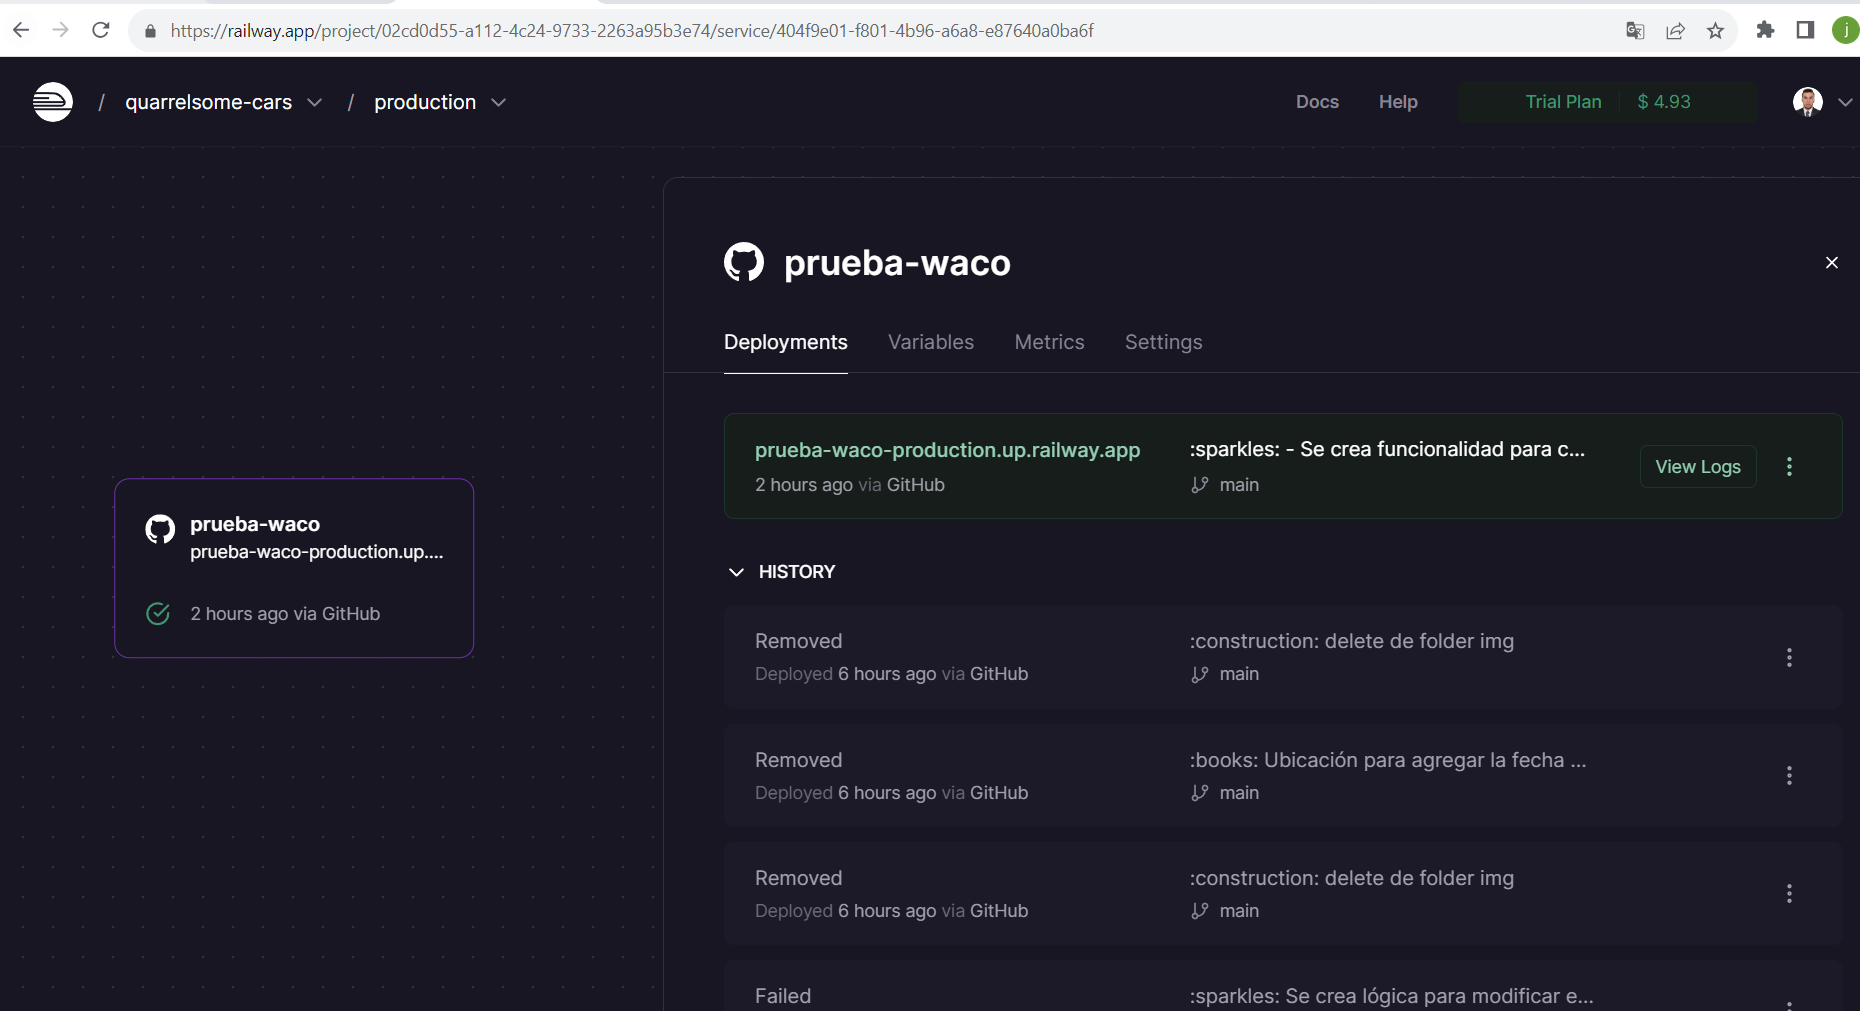 https://railway.app/project/02cd0d55-a112-4c24-9733-2263a95b3e74/service/404f9e01-f801-4b96-a6a8-e87640a0ba6f
j
/ quarrelsome-cars / production
Docs Help Trial Plan $ 4.93
prueba-waco
prueba-waco-production.up....
2 hours ago via GitHub
prueba-waco
Deployments Variables Metrics Settings
prueba-waco-production.up.railway.app :sparkles: - Se crea funcionalidad para c...
2 hours ago via GitHub main
View Logs
HISTORY
Removed :construction: delete de folder img
Deployed 6 hours ago via GitHub main
Removed :books: Ubicación para agregar la fecha ...
Deployed 6 hours ago via GitHub main
Removed :construction: delete de folder img
Deployed 6 hours ago via GitHub main
Failed :sparkles: Se crea lógica para modificar e...